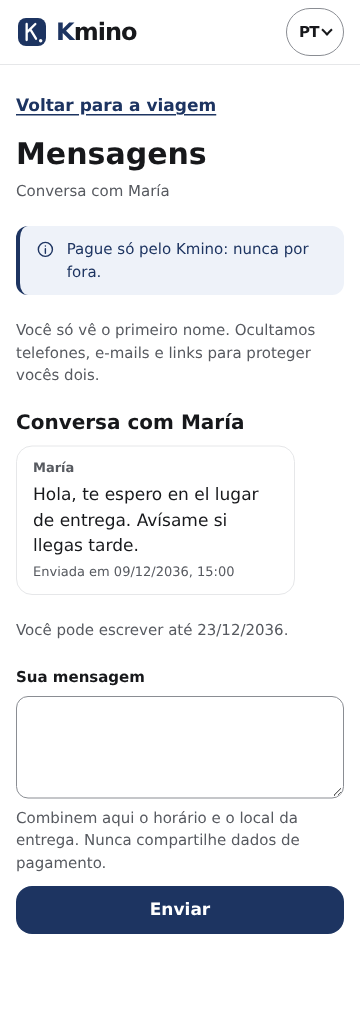 Kmino
PT
Voltar para a viagem
Mensagens
Conversa com María
Pague só pelo Kmino: nunca por
fora.
Você só vê o primeiro nome. Ocultamos
telefones, e-mails e links para proteger
vocês dois.
Conversa com María
María
Hola, te espero en el lugar
de entrega. Avísame si
llegas tarde.
Enviada em 09/12/2036, 15:00
Você pode escrever até 23/12/2036.
Sua mensagem
Combinem aqui o horário e o local da
entrega. Nunca compartilhe dados de
pagamento.
Enviar